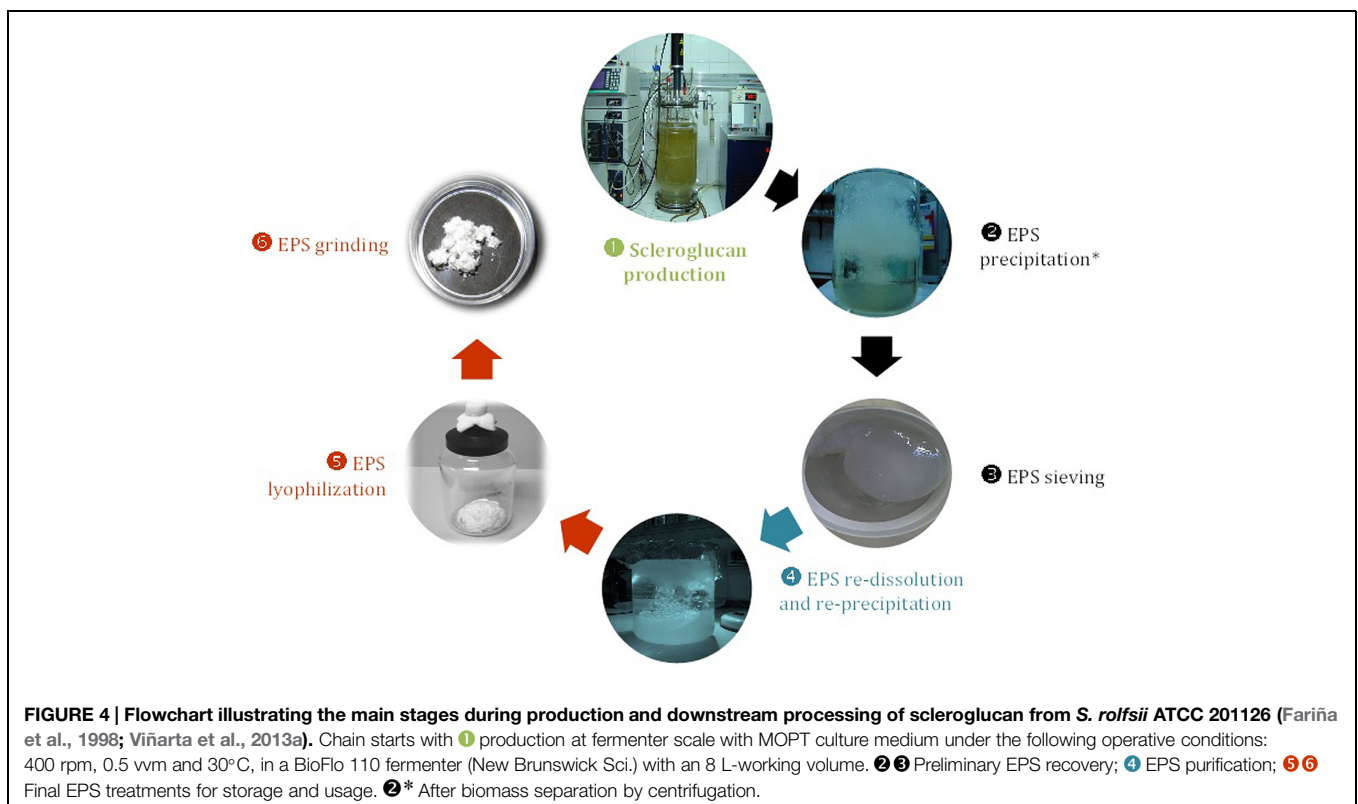 ❶ Scleroglucan
production
❷ EPS
precipitation*
❸ EPS sieving
❹ EPS re-dissolution
and re-precipitation
❺ EPS
lyophilization
❻ EPS grinding
FIGURE 4 | Flowchart illustrating the main stages during production and downstream processing of scleroglucan from S. rolfsii ATCC 201126 (Fariña
et al., 1998; Viñarta et al., 2013a). Chain starts with ❶ production at fermenter scale with MOPT culture medium under the following operative conditions:
400 rpm, 0.5 vvm and 30°C, in a BioFlo 110 fermenter (New Brunswick Sci.) with an 8 L-working volume. ❷❸ Preliminary EPS recovery; ❹ EPS purification; ❺❻
Final EPS treatments for storage and usage. ❷* After biomass separation by centrifugation.